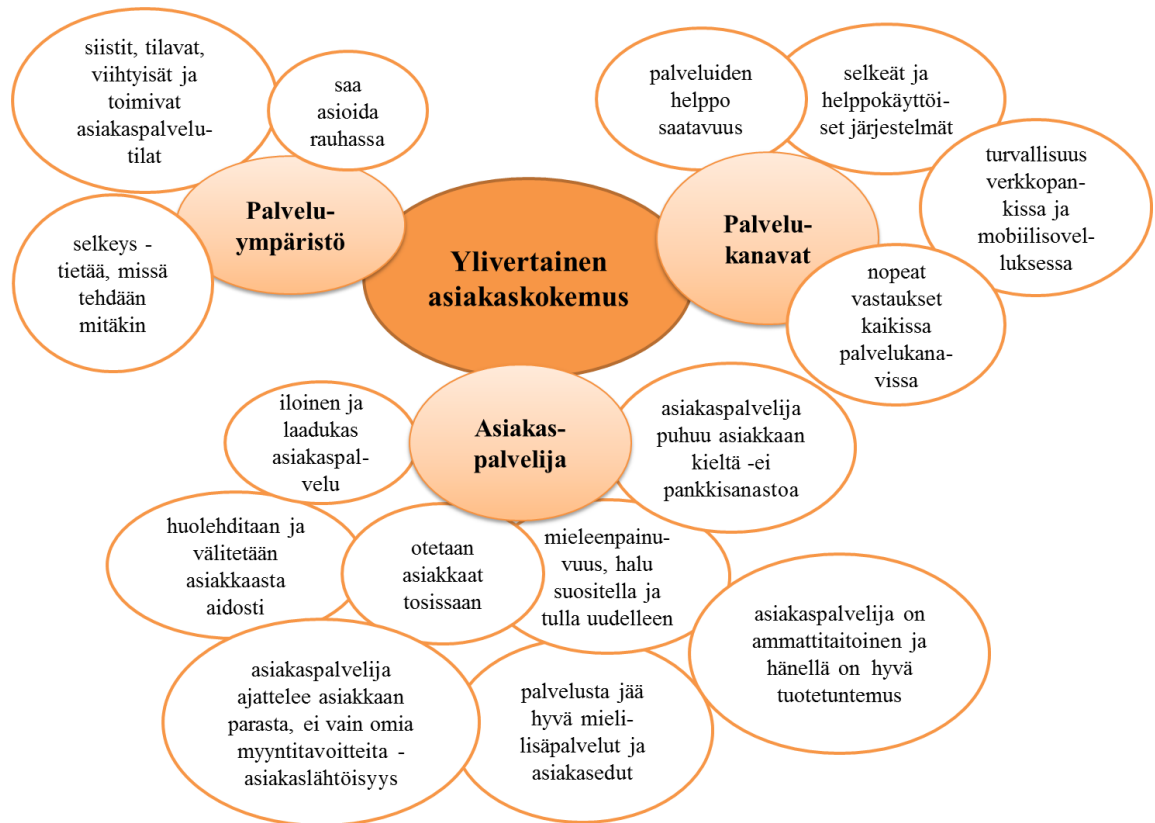 siistit, tilavat,
viihtyisät ja
toimivat
asiakaspalvelu-
tilat
saa
asioida
rauhassa
Palvelu-
ympäristö
selkeys -
tietää, missä
tehdään
mitäkin
palveluiden
helppo
saatavuus
selkeät ja
helppokäyttöi-
set järjestelmät
turvallisuus
verkkopan-
kissa ja
mobiilisovel-
luksessa
Palvelu-
kanavat
nopeat
vastaukset
kaikissa
palvelukana-
vissa
Ylivertainen
asiakaskokemus
Asiakas-
palvelija
iloinen ja
laadukas
asiakaspal-
velu
asiakaspalvelija
puhuu asiakkaan
kieltä -ei
pankkisanastoa
huolehditaan ja
välitetään
asiakkaasta
aidosti
otetaan
asiakkaat
tosissaan
mieleenpainu-
vuus, halu
suositella ja
tulla uudelleen
asiakaspalvelija on
ammattitaitoinen ja
hänellä on hyvä
tuotetuntemus
asiakaspalvelija
ajattelee asiakkaan
parasta, ei vain omia
myyntitavoitteita -
asiakaslähtöisyys
palvelusta jää
hyvä mieli-
lisäpalvelut ja
asiakasedut